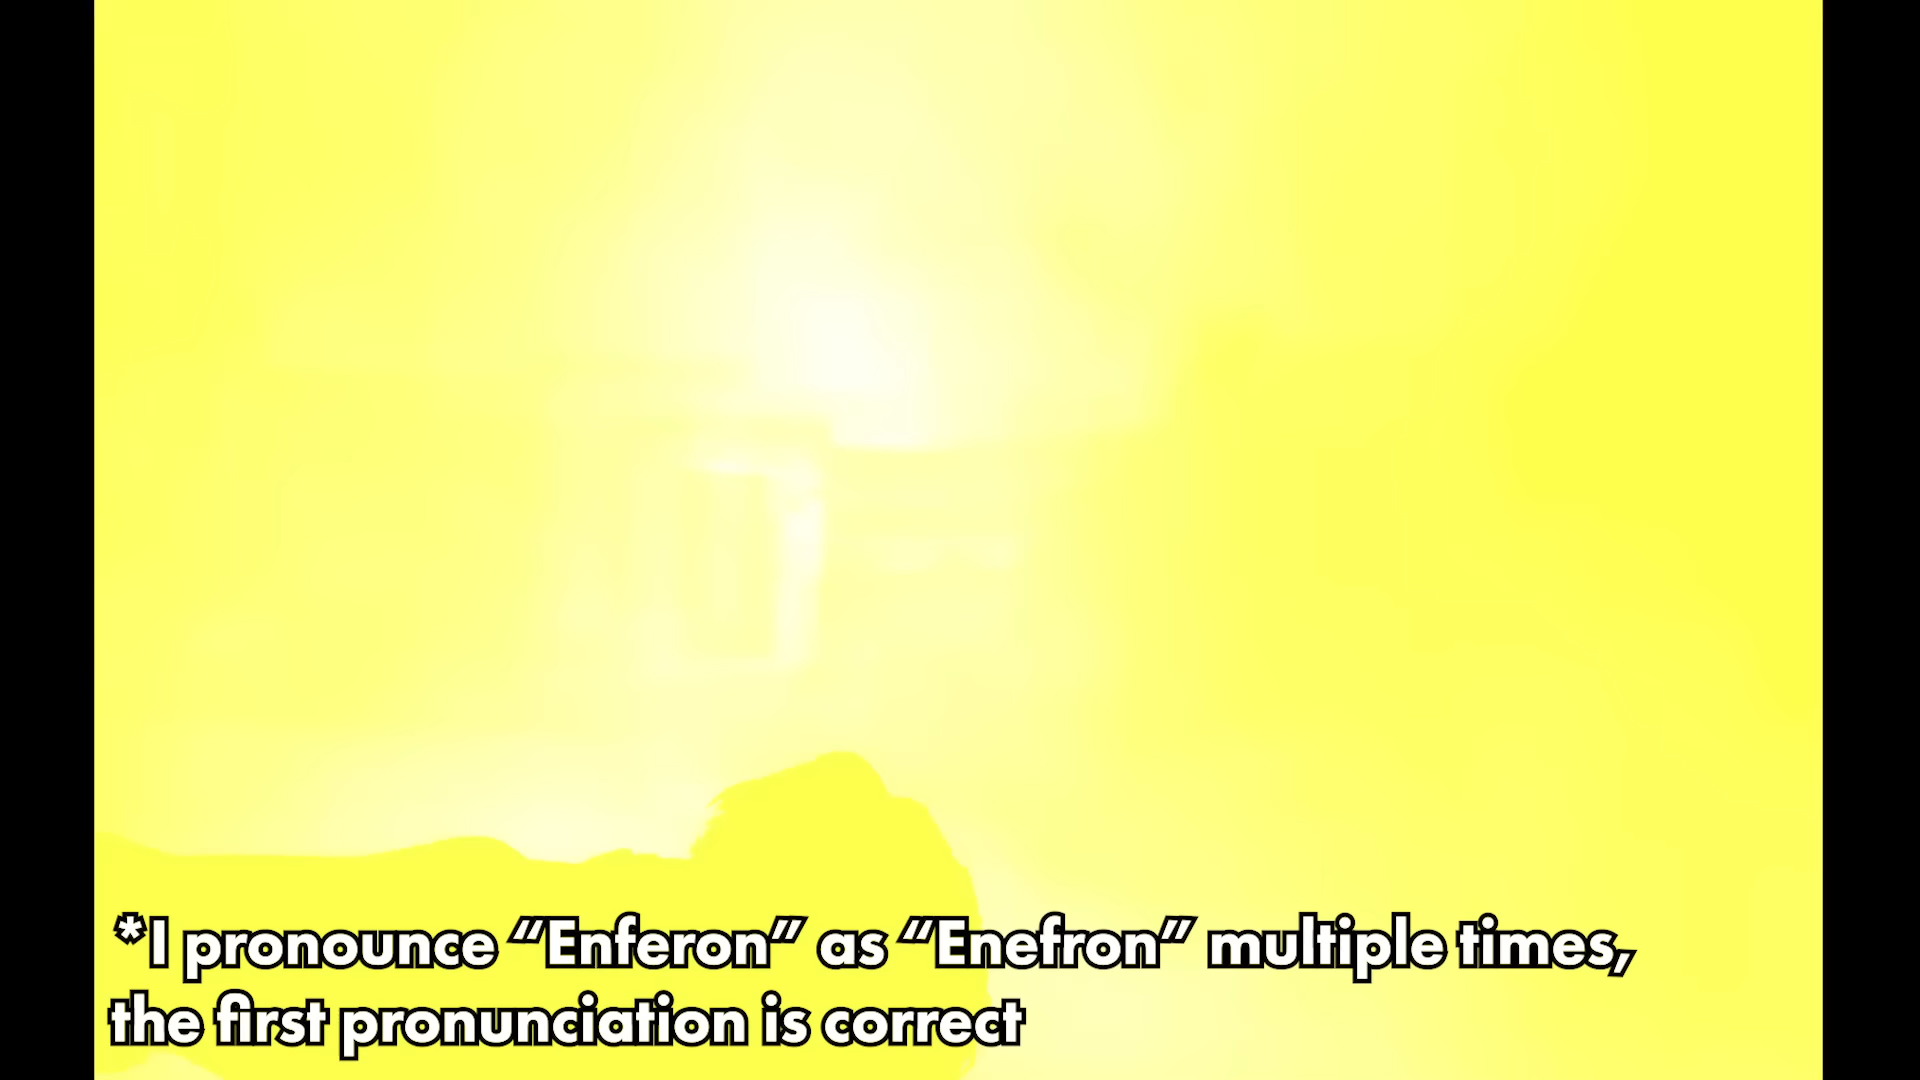 *I pronounce “Enferon” as “Enefron” multiple times,
the first pronunciation is correct